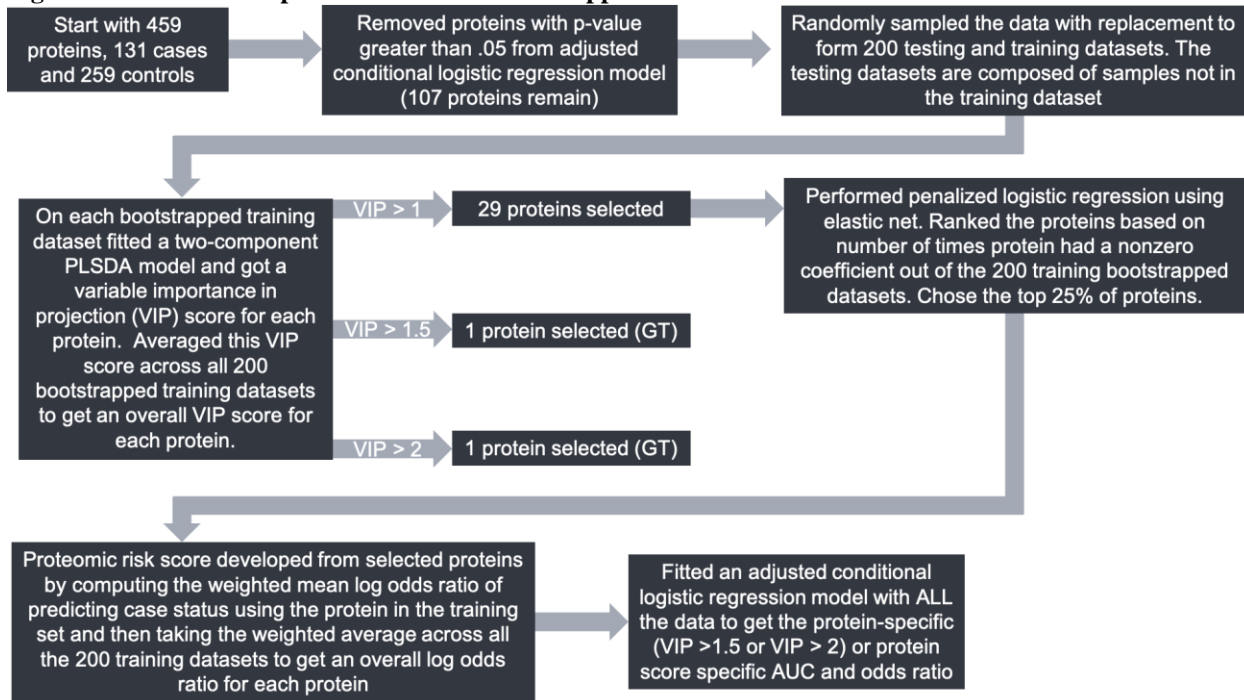 Start with 459
proteins, 131 cases
and 259 controls
Removed proteins with p-value
greater than .05 from adjusted
conditional logistic regression model
(107 proteins remain)
Randomly sampled the data with replacement to
form 200 testing and training datasets. The
testing datasets are composed of samples not in
the training dataset
On each bootstrapped training
dataset fitted a two-component
PLSDA model and got a
variable importance in
projection (VIP) score for each
protein. Averaged this VIP
score across all 200
bootstrapped training datasets
to get an overall VIP score for
each protein.
VIP > 1
29 proteins selected
VIP > 1.5
1 protein selected (GT)
VIP > 2
1 protein selected (GT)
Performed penalized logistic regression using
elastic net. Ranked the proteins based on
number of times protein had a nonzero
coefficient out of the 200 training bootstrapped
datasets. Chose the top 25% of proteins.
Proteomic risk score developed from selected proteins
by computing the weighted mean log odds ratio of
predicting case status using the protein in the training
set and then taking the weighted average across all
the 200 training datasets to get an overall log odds
ratio for each protein
Fitted an adjusted conditional
logistic regression model with ALL
the data to get the protein-specific
(VIP >1.5 or VIP > 2) or protein
score specific AUC and odds ratio